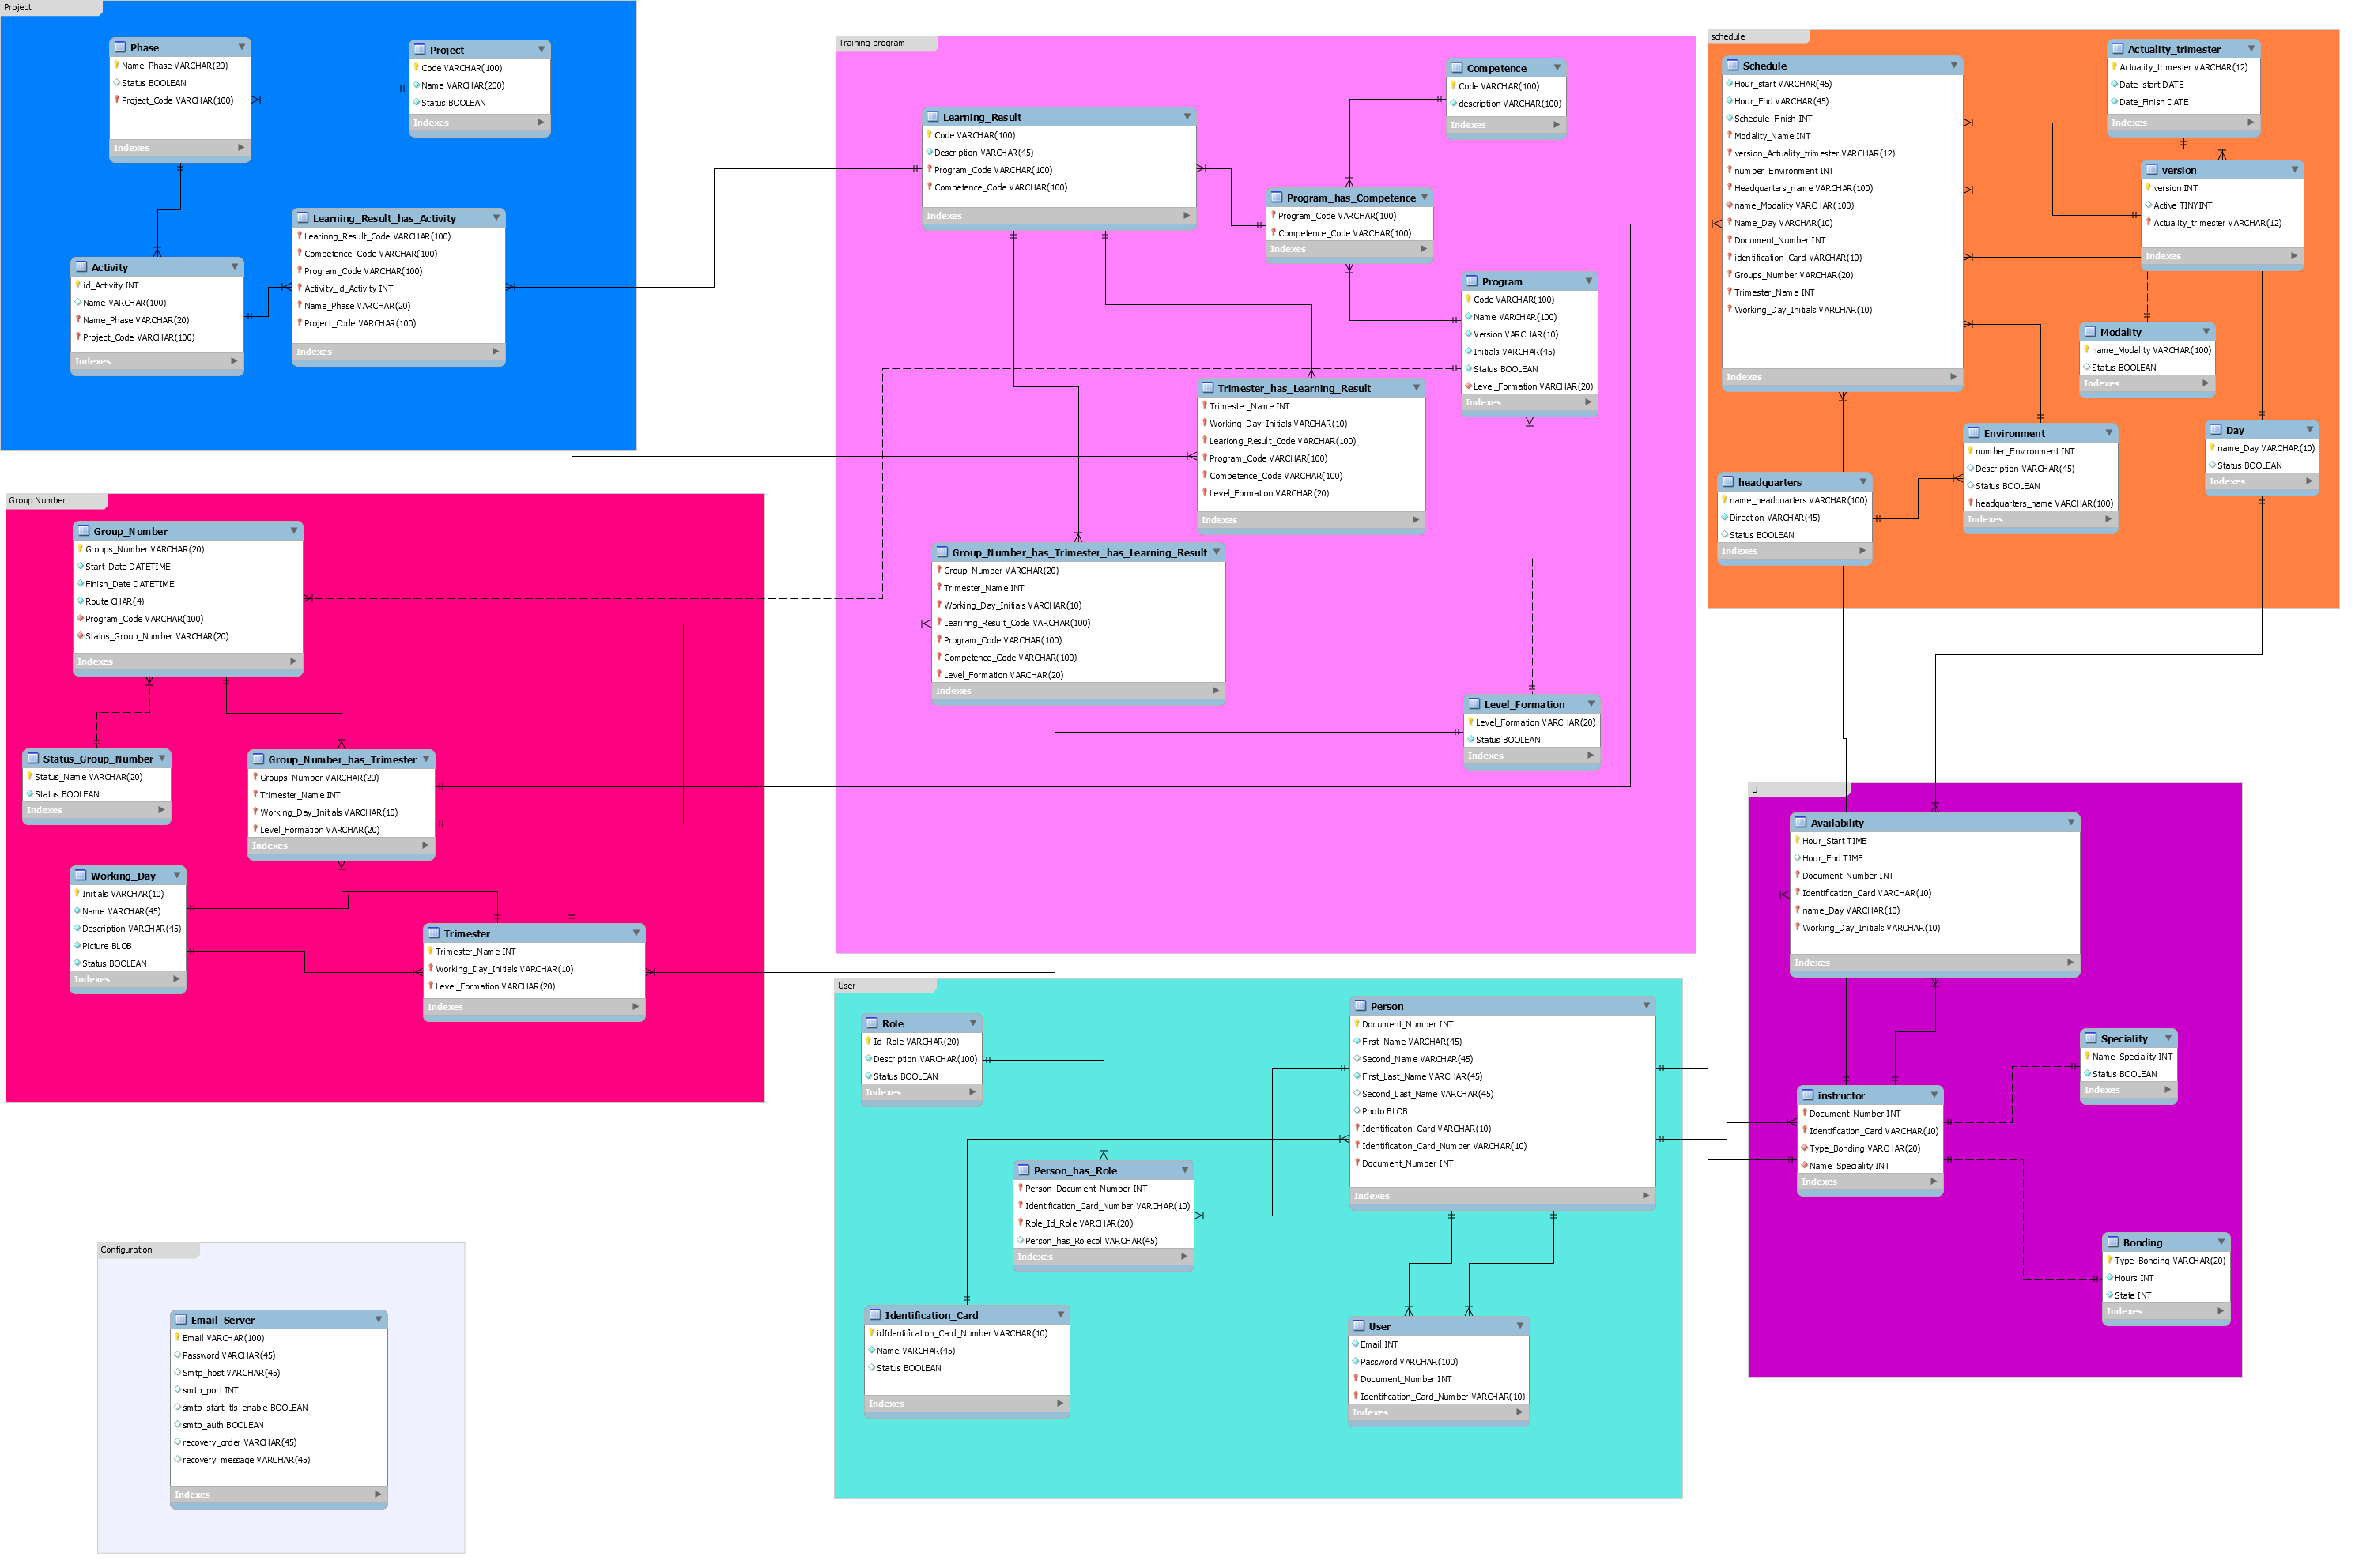 Project
Phase
Name_Phase VARCHAR(20)
Status BOOLEAN
Project_Code VARCHAR(100)
Indexes
Project
Code VARCHAR(100)
Name VARCHAR(200)
Status BOOLEAN
Indexes
Learning_Result_has_Activity
Learinng_Result_Code VARCHAR(100)
Competence_Code VARCHAR(100)
Program_Code VARCHAR(100)
Activity_id_Activity INT
Name_Phase VARCHAR(20)
Project_Code VARCHAR(100)
Indexes
Activity
id_Activity INT
Name VARCHAR(100)
Name_Phase VARCHAR(20)
Project_Code VARCHAR(100)
Indexes
Training program
Competence
Code VARCHAR(100)
description VARCHAR(100)
Indexes
Learning_Result
Code VARCHAR(100)
Description VARCHAR(45)
Program_Code VARCHAR(100)
Competence_Code VARCHAR(100)
Indexes
Program_has_Competence
Program_Code VARCHAR(100)
Competence_Code VARCHAR(100)
Indexes
Program
Code VARCHAR(100)
Name VARCHAR(100)
Version VARCHAR(10)
Initials VARCHAR(45)
Status BOOLEAN
Level_Formation VARCHAR(20)
Indexes
Trimester_has_Learning_Result
Trimester_Name INT
Working_Day_Initials VARCHAR(10)
Leariong_Result_Code VARCHAR(100)
Program_Code VARCHAR(100)
Competence_Code VARCHAR(100)
Level_Formation VARCHAR(20)
Indexes
Group_Number_has_Trimester_has_Learning_Result
Group_Number VARCHAR(20)
Trimester_Name INT
Working_Day_Initials VARCHAR(10)
Learinng_Result_Code VARCHAR(100)
Program_Code VARCHAR(100)
Competence_Code VARCHAR(100)
Level_Formation VARCHAR(20)
Indexes
Level_Formation
Level_Formation VARCHAR(20)
Status BOOLEAN
Indexes
schedule
Schedule
Hour_start VARCHAR(45)
Hour_End VARCHAR(45)
Schedule_Finish INT
Modality_Name INT
version_Actuality_trimester VARCHAR(12)
number_Environment INT
Headquarters_name VARCHAR(100)
name_Modality VARCHAR(100)
Name_Day VARCHAR(10)
Document_Number INT
identification_Card VARCHAR(10)
Groups_Number VARCHAR(20)
Trimester_Name INT
Working_Day_Initials VARCHAR(10)
Indexes
Actuality_trimester
Actuality_trimester VARCHAR(12)
Date_start DATE
Date_Finish DATE
Indexes
version
version INT
Active TINYINT
Actuality_trimester VARCHAR(12)
Indexes
Modality
name_Modality VARCHAR(100)
Status BOOLEAN
Indexes
Environment
number_Environment INT
Description VARCHAR(45)
Status BOOLEAN
headquarters_name VARCHAR(100)
Indexes
Day
name_Day VARCHAR(10)
Status BOOLEAN
Indexes
headquarters
name_headquarters VARCHAR(100)
Direction VARCHAR(45)
Status BOOLEAN
Indexes
Group Number
Group_Number
Groups_Number VARCHAR(20)
Start_Date DATETIME
Finish_Date DATETIME
Route CHAR(4)
Program_Code VARCHAR(100)
Status_Group_Number VARCHAR(20)
Indexes
Status_Group_Number
Status_Name VARCHAR(20)
Status BOOLEAN
Indexes
Group_Number_has_Trimester
Groups_Number VARCHAR(20)
Trimester_Name INT
Working_Day_Initials VARCHAR(10)
Level_Formation VARCHAR(20)
Indexes
Working_Day
Initials VARCHAR(10)
Name VARCHAR(45)
Description VARCHAR(45)
Picture BLOB
Status BOOLEAN
Indexes
Trimester
Trimester_Name INT
Working_Day_Initials VARCHAR(10)
Level_Formation VARCHAR(20)
Indexes
User
Role
Id_Role VARCHAR(20)
Description VARCHAR(100)
Status BOOLEAN
Indexes
Person
Document_Number INT
First_Name VARCHAR(45)
Second_Name VARCHAR(45)
First_Last_Name VARCHAR(45)
Second_Last_Name VARCHAR(45)
Photo BLOB
Identification_Card VARCHAR(10)
Identification_Card_Number VARCHAR(10)
Document_Number INT
Indexes
Person_has_Role
Person_Document_Number INT
Identification_Card_Number VARCHAR(10)
Role_Id_Role VARCHAR(20)
Person_has_Rolecol VARCHAR(45)
Indexes
Identification_Card
idIdentification_Card_Number VARCHAR(10)
Name VARCHAR(45)
Status BOOLEAN
Indexes
User
Email INT
Password VARCHAR(100)
Document_Number INT
Identification_Card_Number VARCHAR(10)
Indexes
U
Availability
Hour_Start TIME
Hour_End TIME
Document_Number INT
Identification_Card VARCHAR(10)
name_Day VARCHAR(10)
Working_Day_Initials VARCHAR(10)
Indexes
Speciality
Name_Speciality INT
Status BOOLEAN
Indexes
instructor
Document_Number INT
Identification_Card VARCHAR(10)
Type_Bonding VARCHAR(20)
Name_Speciality INT
Indexes
Bonding
Type_Bonding VARCHAR(20)
Hours INT
State INT
Indexes
Configuration
Email_Server
Email VARCHAR(100)
Password VARCHAR(45)
Smtp_host VARCHAR(45)
smtp_port INT
smtp_start_tls_enable BOOLEAN
smtp_auth BOOLEAN
recovery_order VARCHAR(45)
recovery_message VARCHAR(45)
Indexes